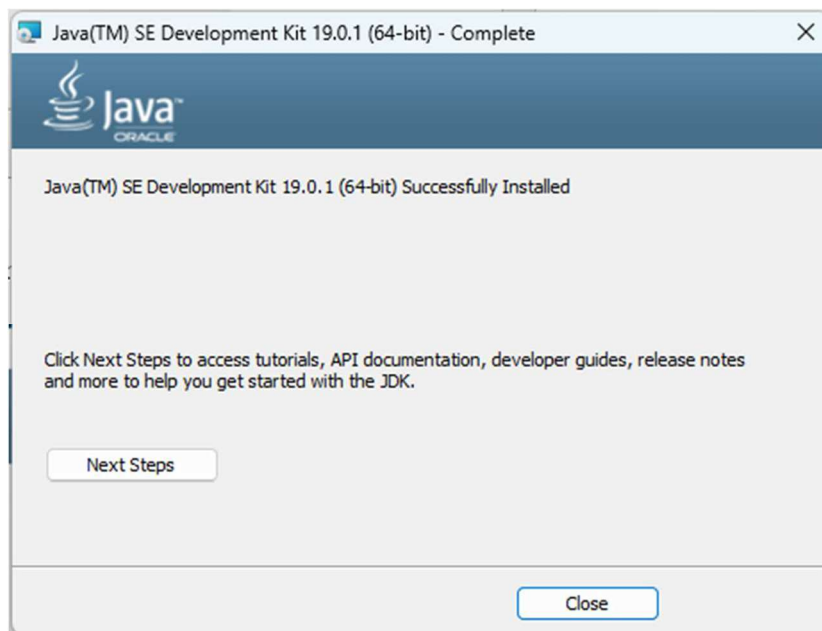 Java(TM) SE Development Kit 19.0.1 (64-bit) - Complete
Java™
ORACLE
Java(TM) SE Development Kit 19.0.1 (64-bit) Successfully Installed
Click Next Steps to access tutorials, API documentation, developer guides, release notes
and more to help you get started with the JDK.
Next Steps
Close